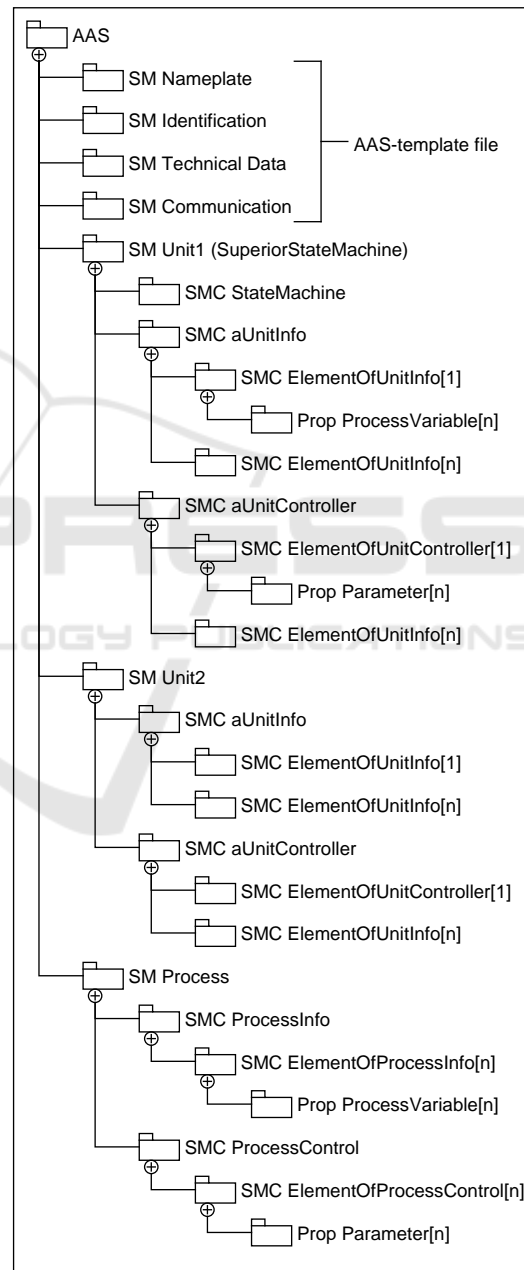 AAS
SM Nameplate
SM Identification
AAS-template file
SM Technical Data
SM Communication
SM Unit1 (SuperiorStateMachine)
SMC StateMachine
SMC aUnitInfo
SMC ElementOfUnitInfo[1]
Prop ProcessVariable[n]
SMC ElementOfUnitInfo[n]
SMC aUnitController
SMC ElementOfUnitController[1]
Prop Parameter[n]
SMC ElementOfUnitInfo[n]
SM Unit2
SMC aUnitInfo
SMC ElementOfUnitInfo[1]
SMC ElementOfUnitInfo[n]
SMC aUnitController
SMC ElementOfUnitController[1]
SMC ElementOfUnitInfo[n]
SM Process
SMC ProcessInfo
SMC ElementOfProcessInfo[n]
Prop ProcessVariable[n]
SMC ProcessControl
SMC ElementOfProcessControl[n]
Prop Parameter[n]
PRESS
LOGY PUBLICATIONS